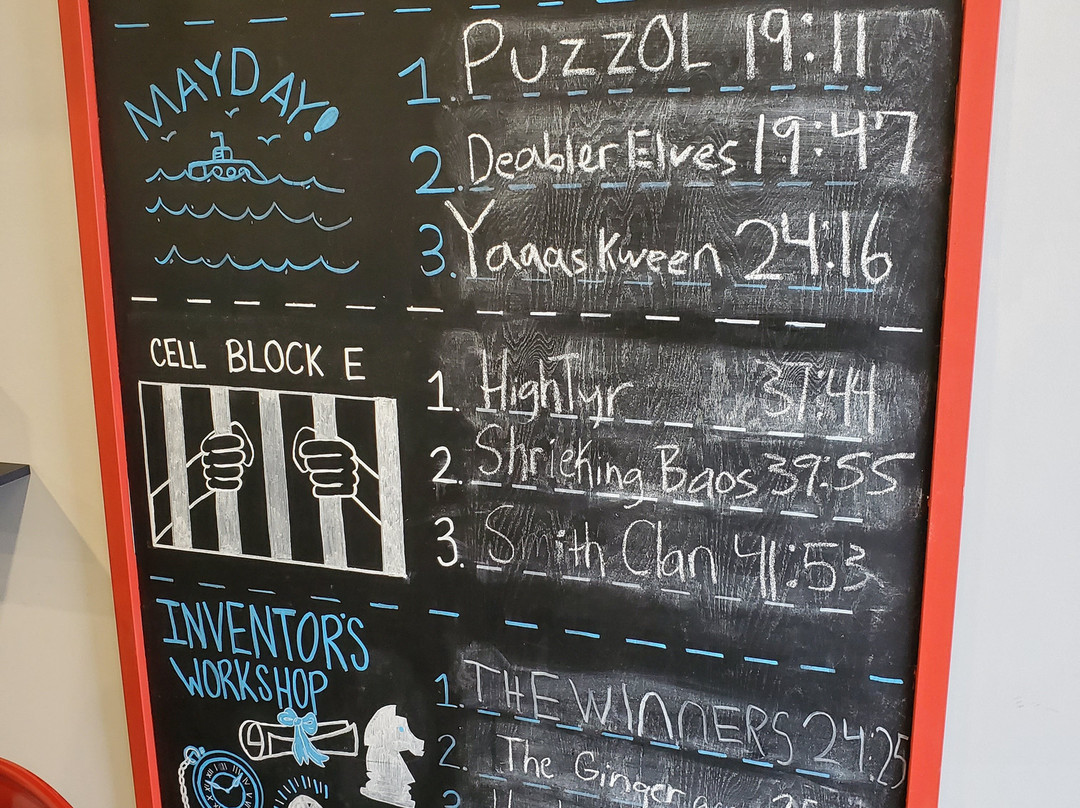 MAYDAY!
1. PuzzOL 19:11
2. Deabler Elves 19:47
3. Yaaas Kween 24:16
CELL BLOCK E
1. HighTyr 37:44
2. Shrieking Baos 39:55
3. Smith Clan 41:53
INVENTOR'S
WORKSHOP
1. THE WINNERS 24:25
2. The Ginger
3